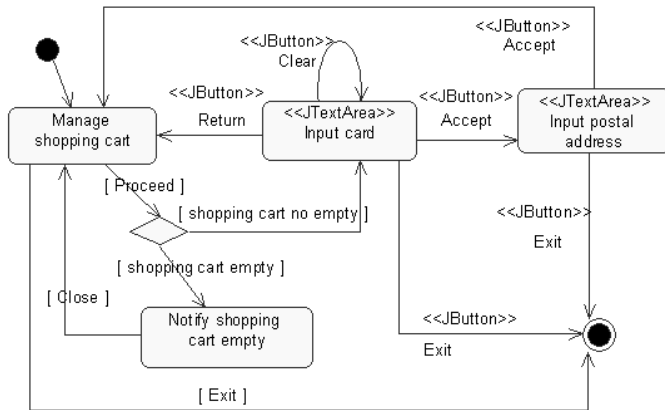 <<JButton>>
Accept
<<JButton>>
Clear
<<JButton>>
Return
<<JButton>>
Accept
Manage
shopping cart
<<JTextArea>>
Input card
<<JTextArea>>
Input postal
address
[ Proceed ]
[ shopping cart no empty ]
<<JButton>>
Exit
[ shopping cart empty ]
[ Close ]
Notify shopping
cart empty
<<JButton>>
Exit
[ Exit ]